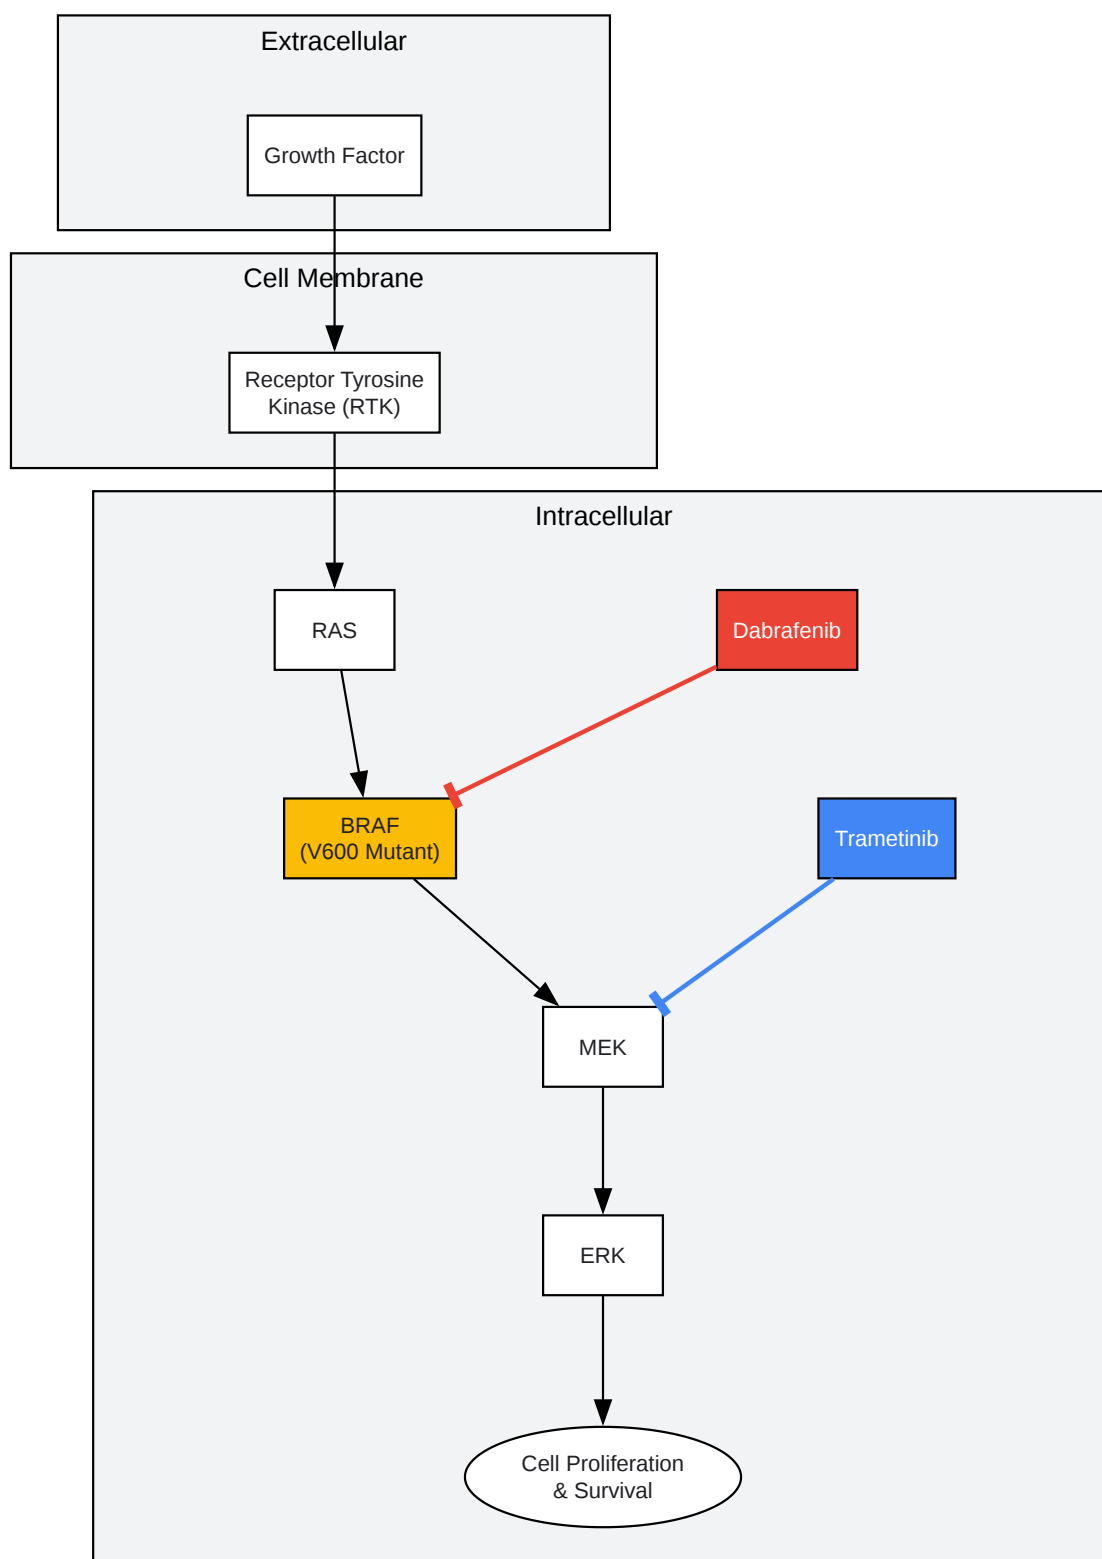 Extracellular
Growth Factor
Cell Membrane
Receptor Tyrosine
Kinase (RTK)
Intracellular
RAS
Dabrafenib
BRAF
(V600 Mutant)
Trametinib
MEK
ERK
Cell Proliferation
& Survival